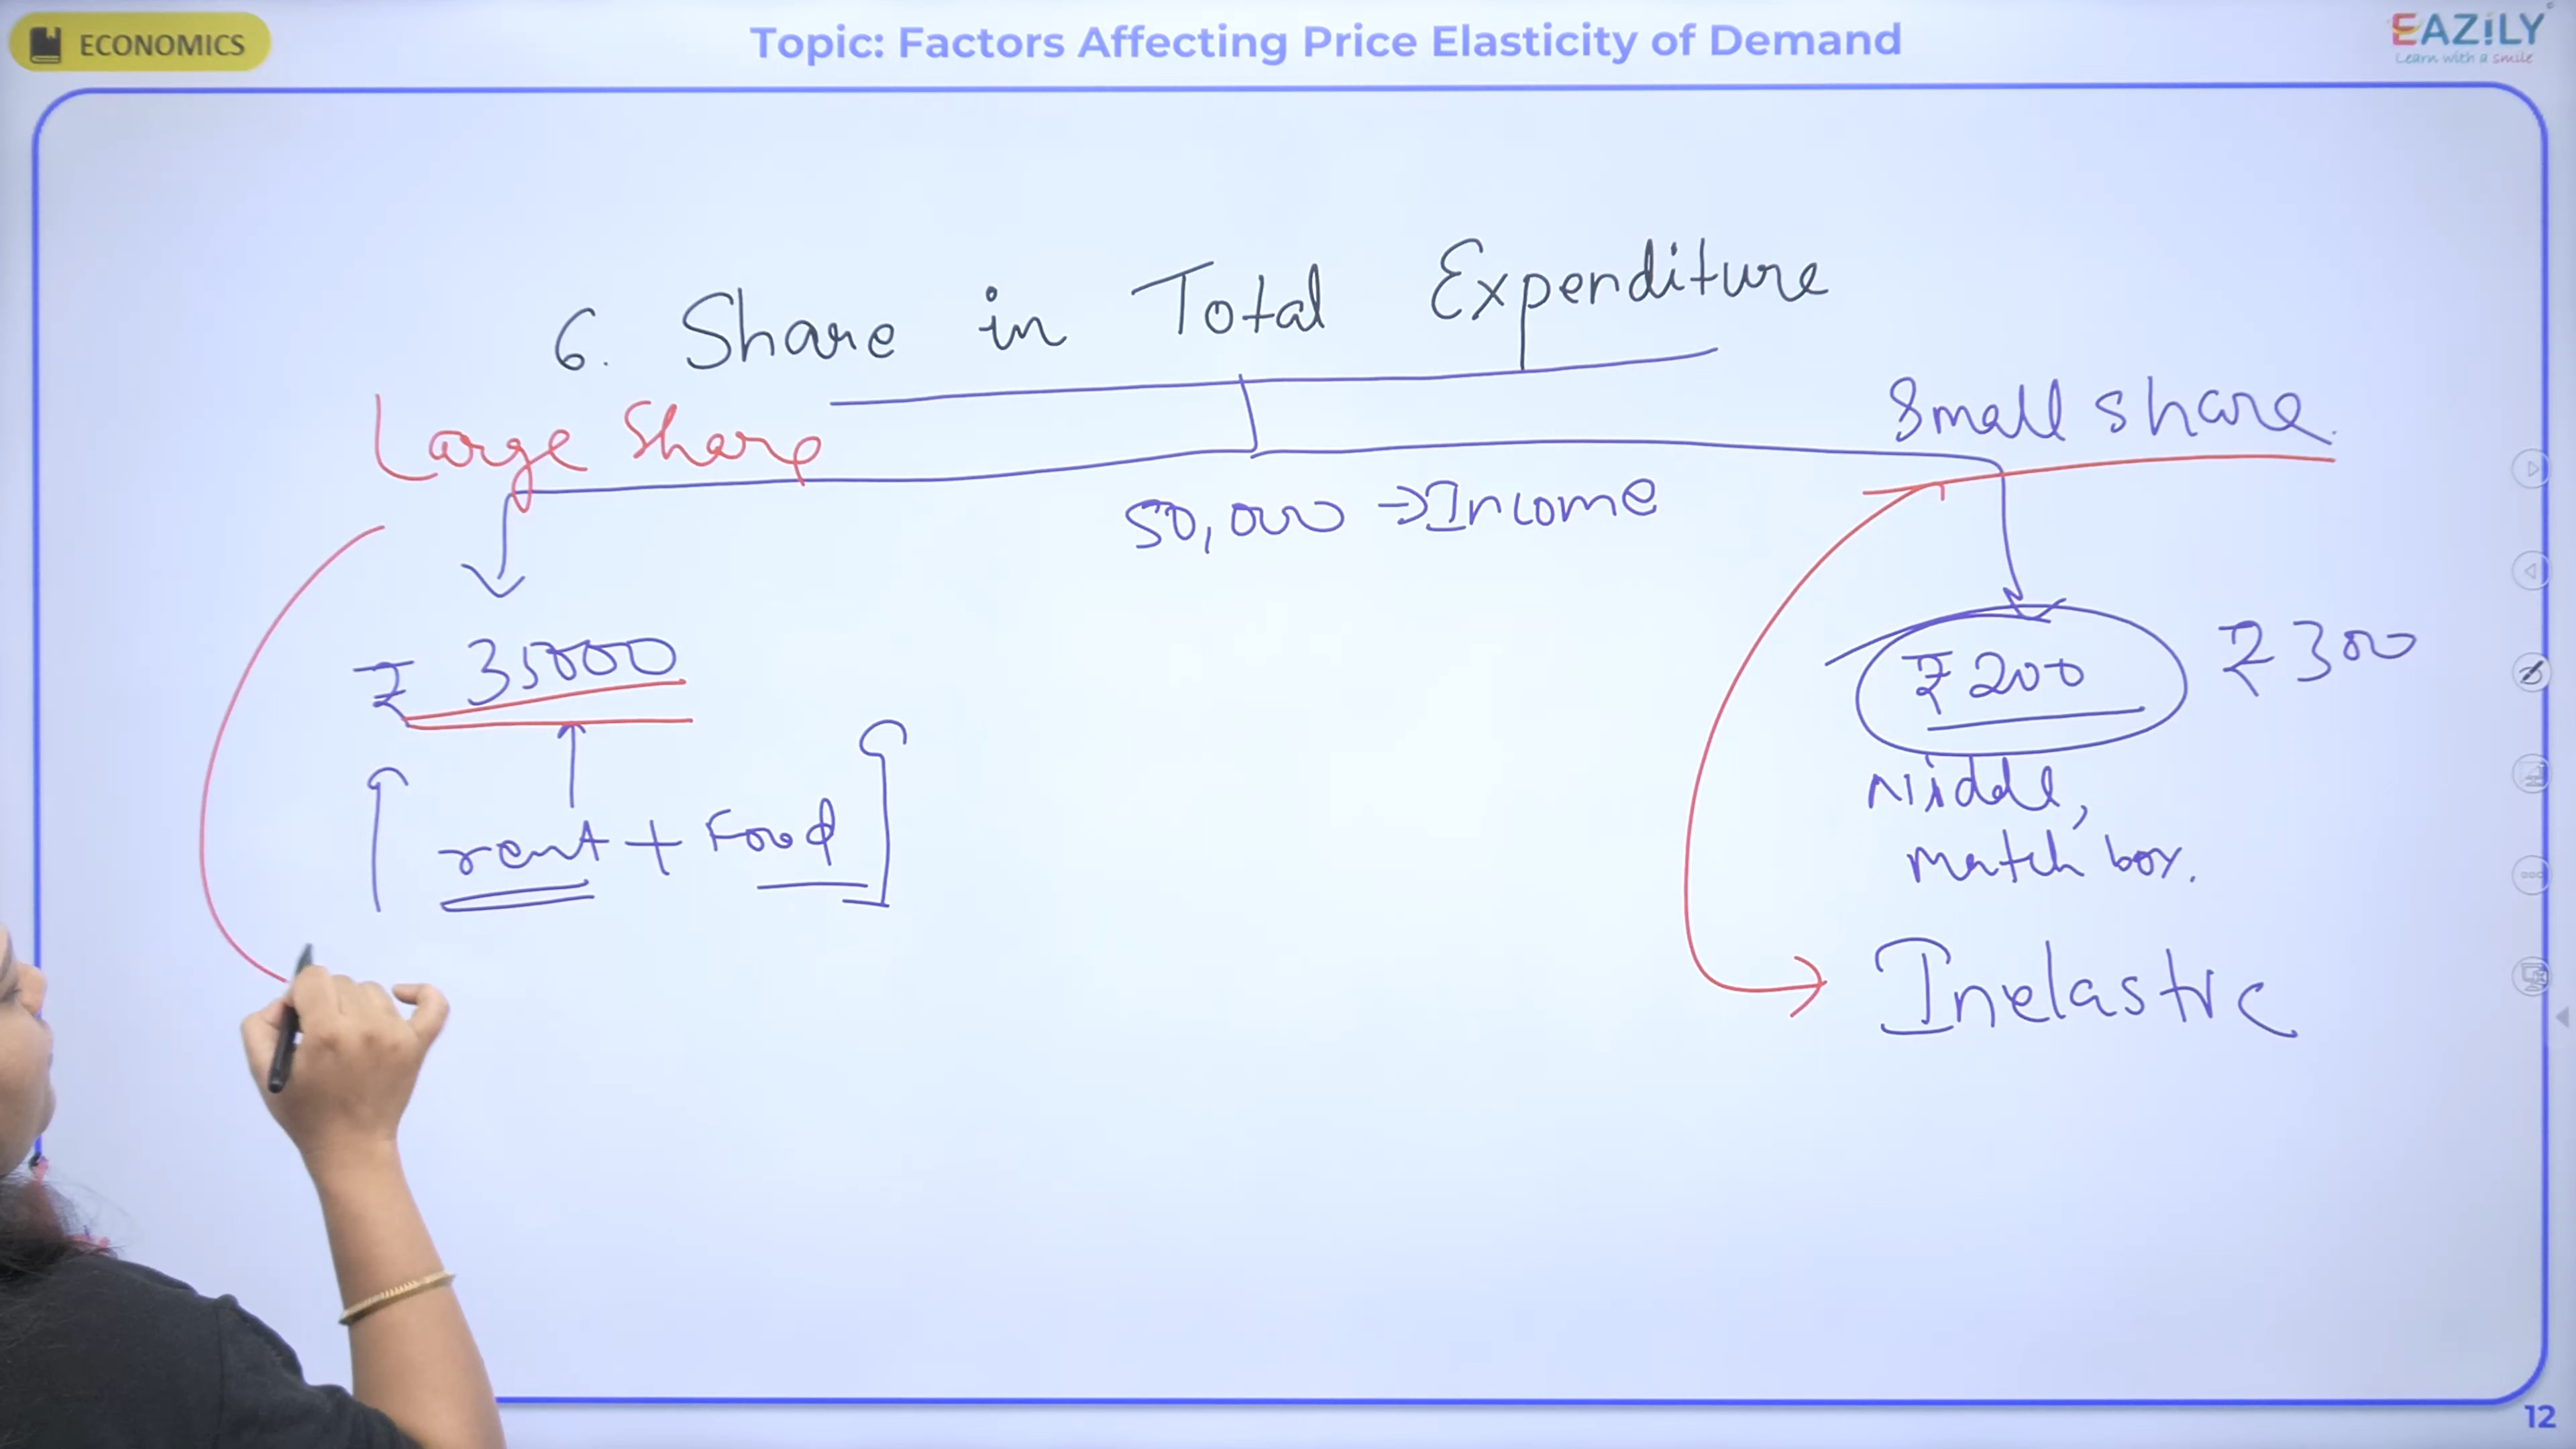 ECONOMICS
Topic: Factors Affecting Price Elasticity of Demand
EAZiLY
Learn with a smile
6. Share in Total Expenditure
Large Share
Small share.
50,000 → Income
₹ 35000
₹ 200
₹ 300
rent + Food
Niddle,
match box.
Inelastic
12